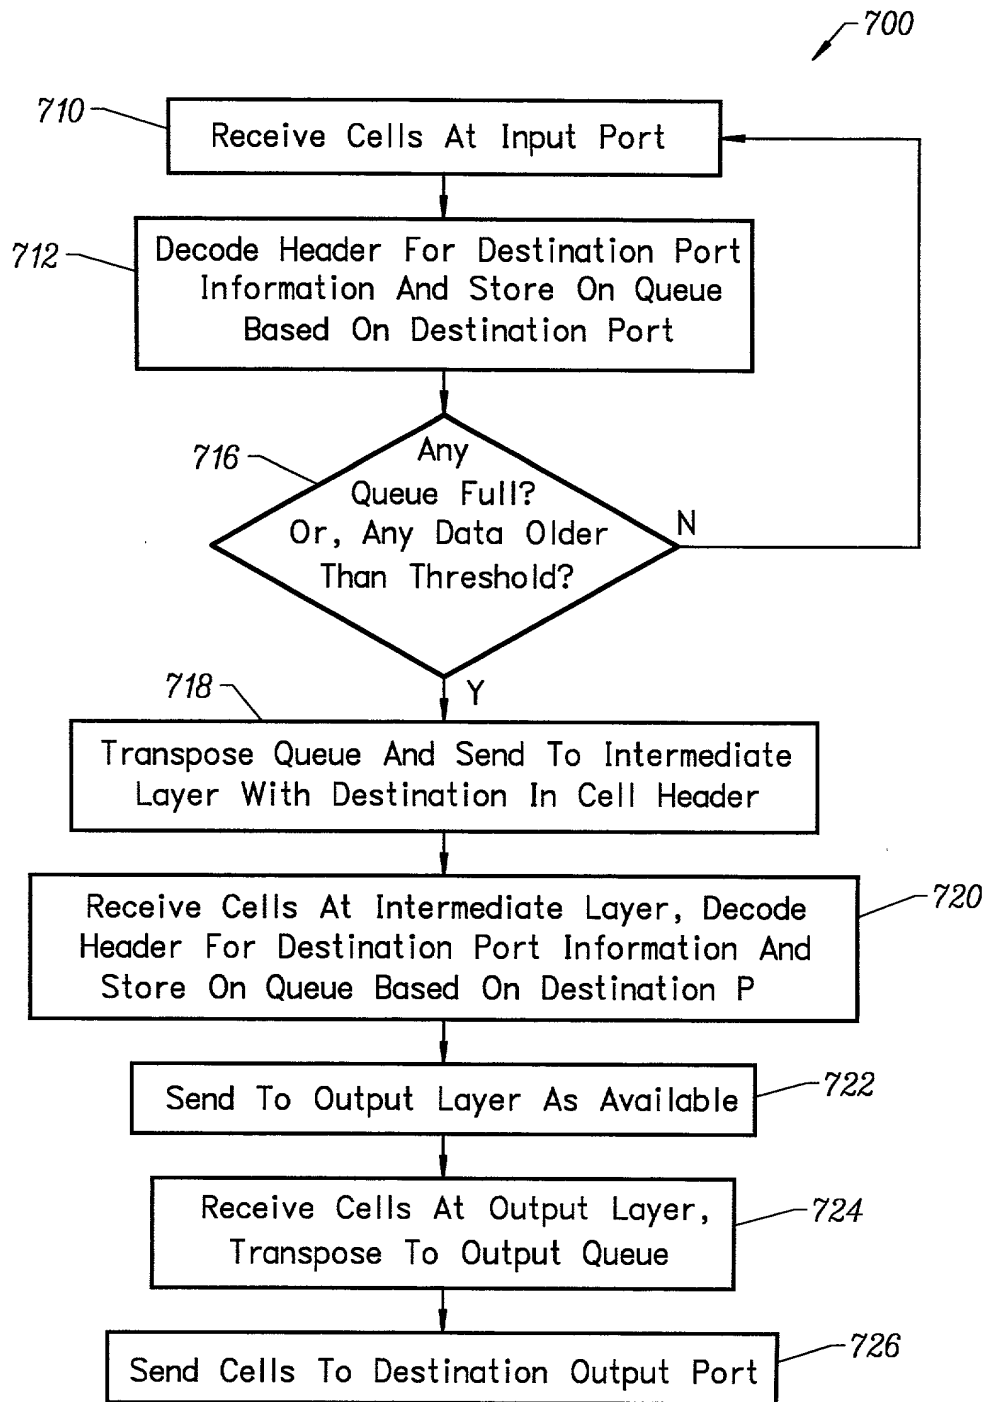 700
710
Receive Cells At Input Port
712
Decode Header For Destination Port
Information And Store On Queue
Based On Destination Port
716
Any
Queue Full?
Or, Any Data Older
Than Threshold?
N
Y
718
Transpose Queue And Send To Intermediate
Layer With Destination In Cell Header
720
Receive Cells At Intermediate Layer, Decode
Header For Destination Port Information And
Store On Queue Based On Destination P
722
Send To Output Layer As Available
724
Receive Cells At Output Layer,
Transpose To Output Queue
726
Send Cells To Destination Output Port